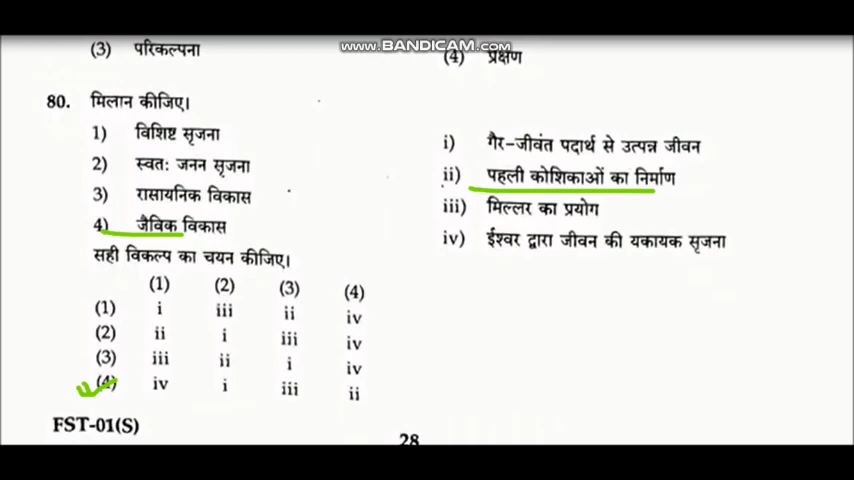 www.BANDICAM.com
(3) परिकल्पना (4) प्रक्षण
80. मिलान कीजिए।
1) विशिष्ट सृजना
i) गैर-जीवंत पदार्थ से उत्पन्न जीवन
2) स्वतः जनन सृजना
ii) पहली कोशिकाओं का निर्माण
3) रासायनिक विकास
iii) मिल्लर का प्रयोग
4) जैविक विकास
iv) ईश्वर द्वारा जीवन की यकायक सृजना
सही विकल्प का चयन कीजिए।
(1) (2) (3) (4)
(1) i iii ii iv
(2) ii i iii iv
(3) iii ii i iv
(4) iv i iii ii
FST-01(S)
28